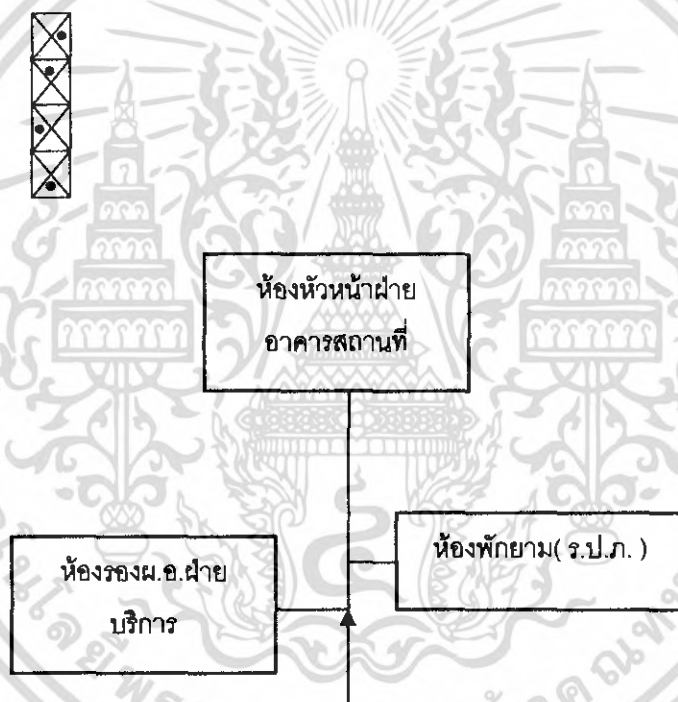 ห้องหัวหน้าฝ่าย
อาคารสถานที่
ห้องพักยาม( ร.ป.ภ. )
ห้องรองผ.อ.ฝ่าย
บริการ